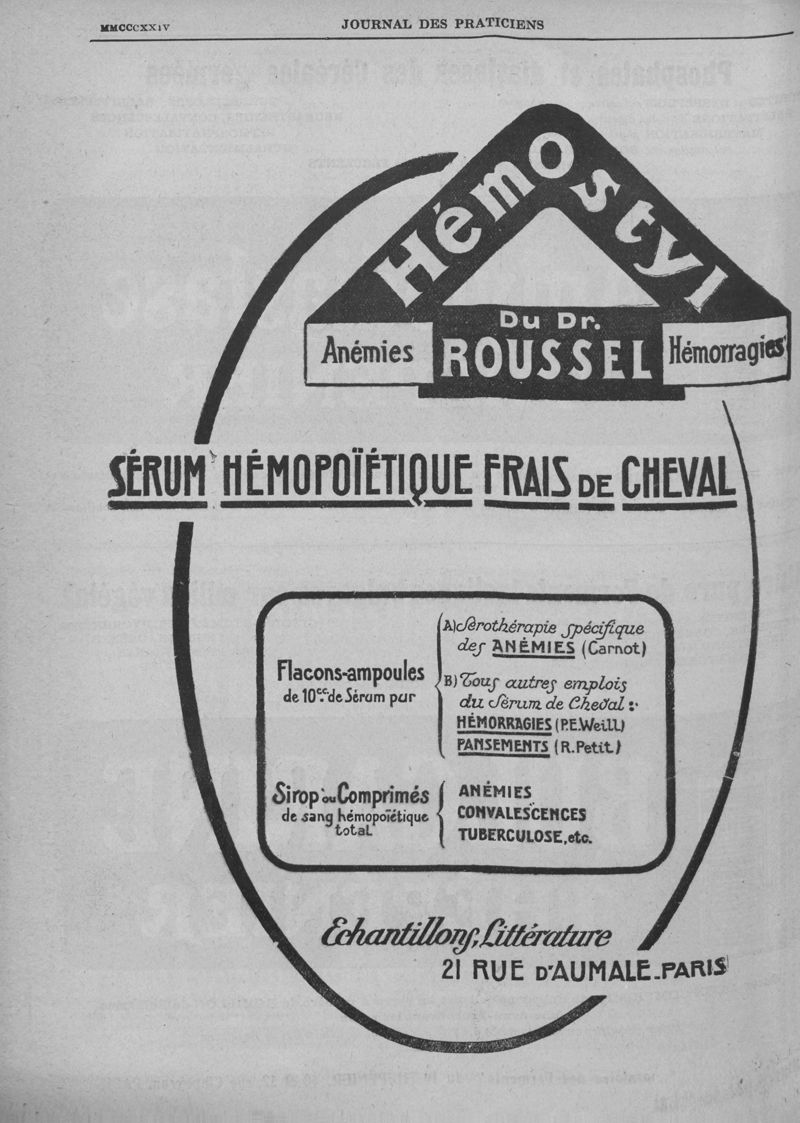 MMCCCXXIV
JOURNAL DES PRATICIENS
HémOstyl
Du Dr.
Anémies ROUSSEL Hémorragies
SÉRUM HÉMOPOÏÉTIQUE FRAIS DE CHEVAL
Flacons-ampoules
de 10cc. de Sérum pur
A) Sérothérapie spécifique
des ANÉMIES (Carnot)
B) Tous autres emplois
du Sérum de Cheval :
HÉMORRAGIES (P.E.Weill)
PANSEMENTS (R.Petit)
Sirop ou Comprimés
de sang hémopoïétique
total
ANÉMIES
CONVALESCENCES
TUBERCULOSE, etc.
Echantillons, Littérature
21 RUE D'AUMALE_PARIS